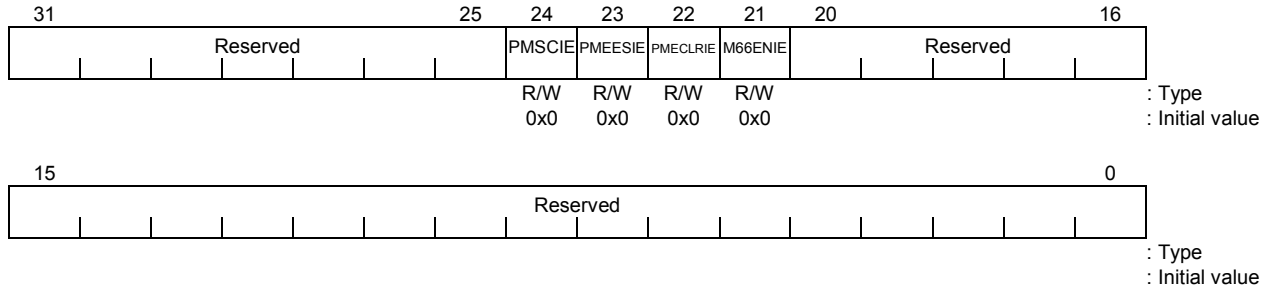 31 25 24 23 22 21 20 16
Reserved PMSCIE PMEESIE PMECLRIE M66ENIE Reserved
R/W R/W R/W R/W : Type
0x0 0x0 0x0 0x0 : Initial value
15 0
Reserved
: Type
: Initial value